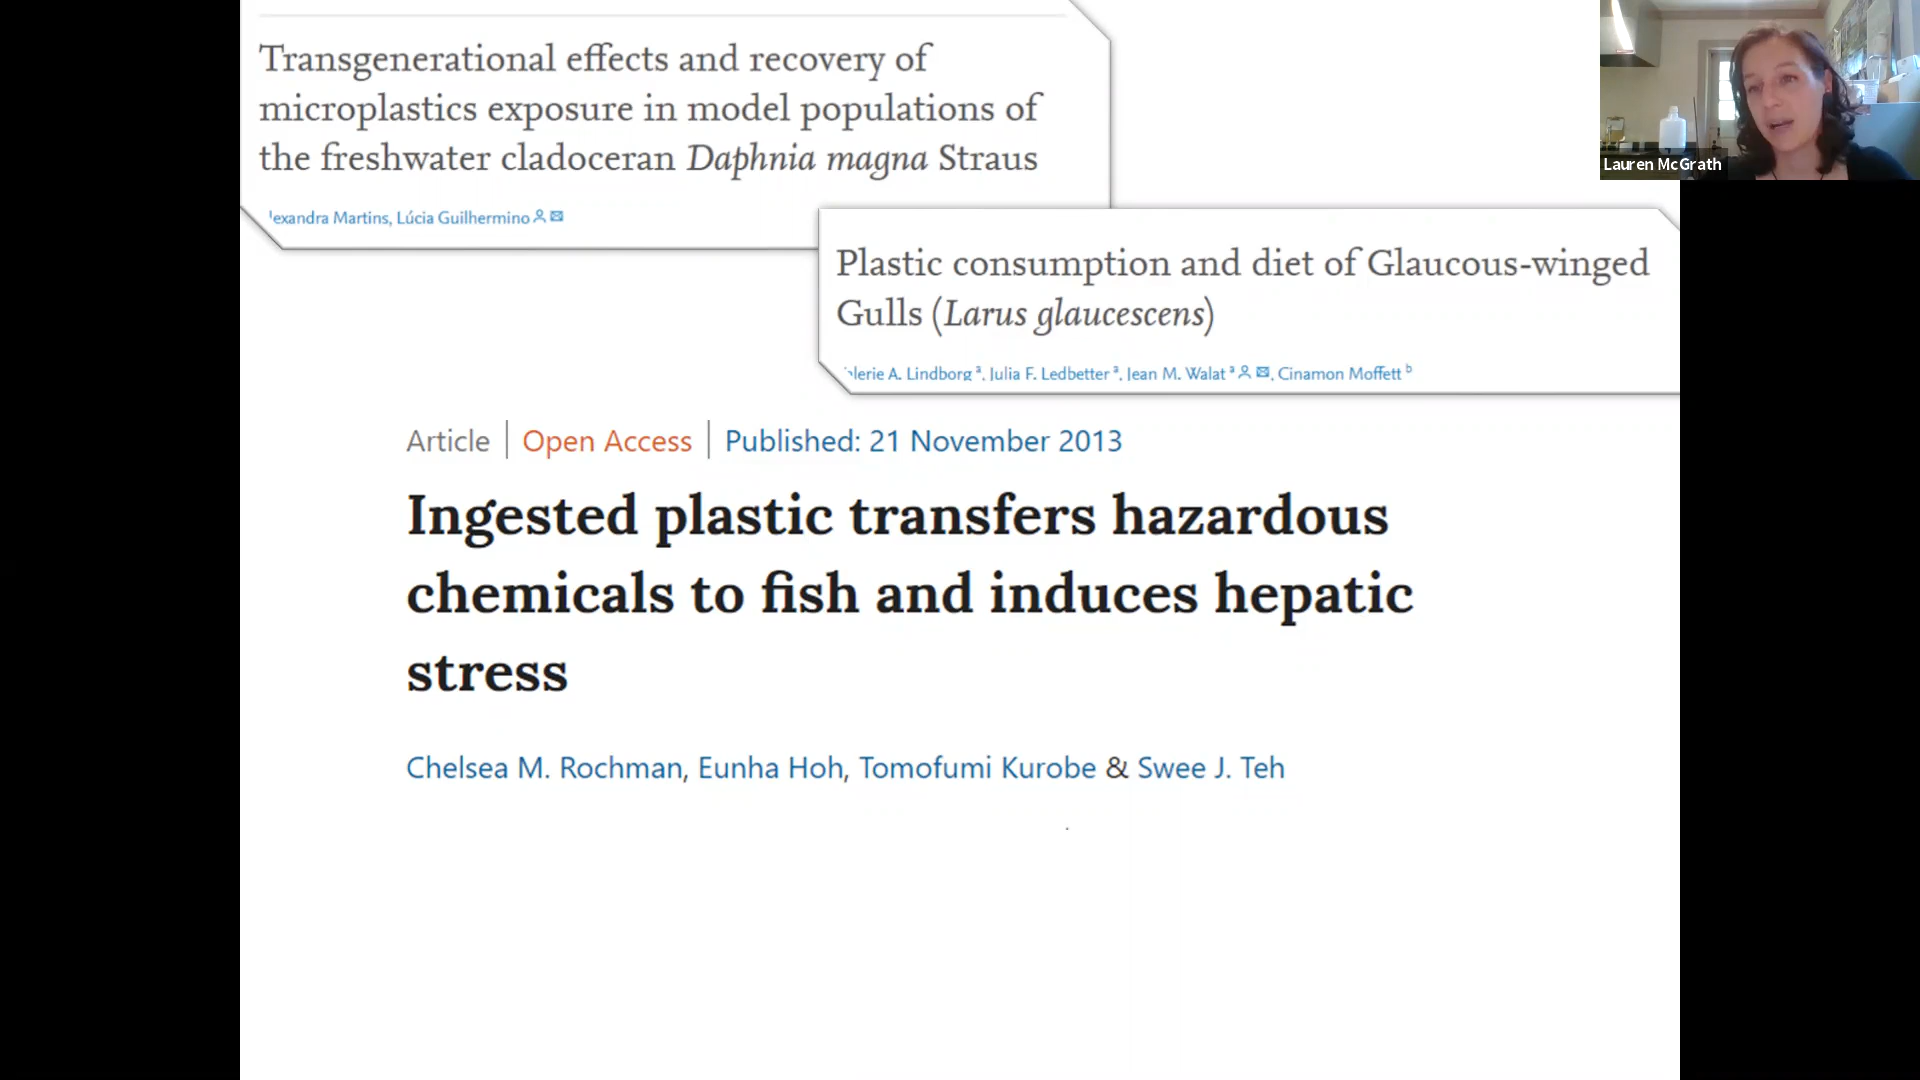 Transgenerational effects and recovery of
microplastics exposure in model populations of
the freshwater cladoceran Daphnia magna Straus
lexandra Martins, Lúcia Guilhermino
Lauren McGrath
Plastic consumption and diet of Glaucous-winged
Gulls (Larus glaucescens)
lerie A. Lindborg a, Julia F. Ledbetter a, Jean M. Walat a, Cinamon Moffett b
Article | Open Access | Published: 21 November 2013
Ingested plastic transfers hazardous
chemicals to fish and induces hepatic
stress
Chelsea M. Rochman, Eunha Hoh, Tomofumi Kurobe & Swee J. Teh